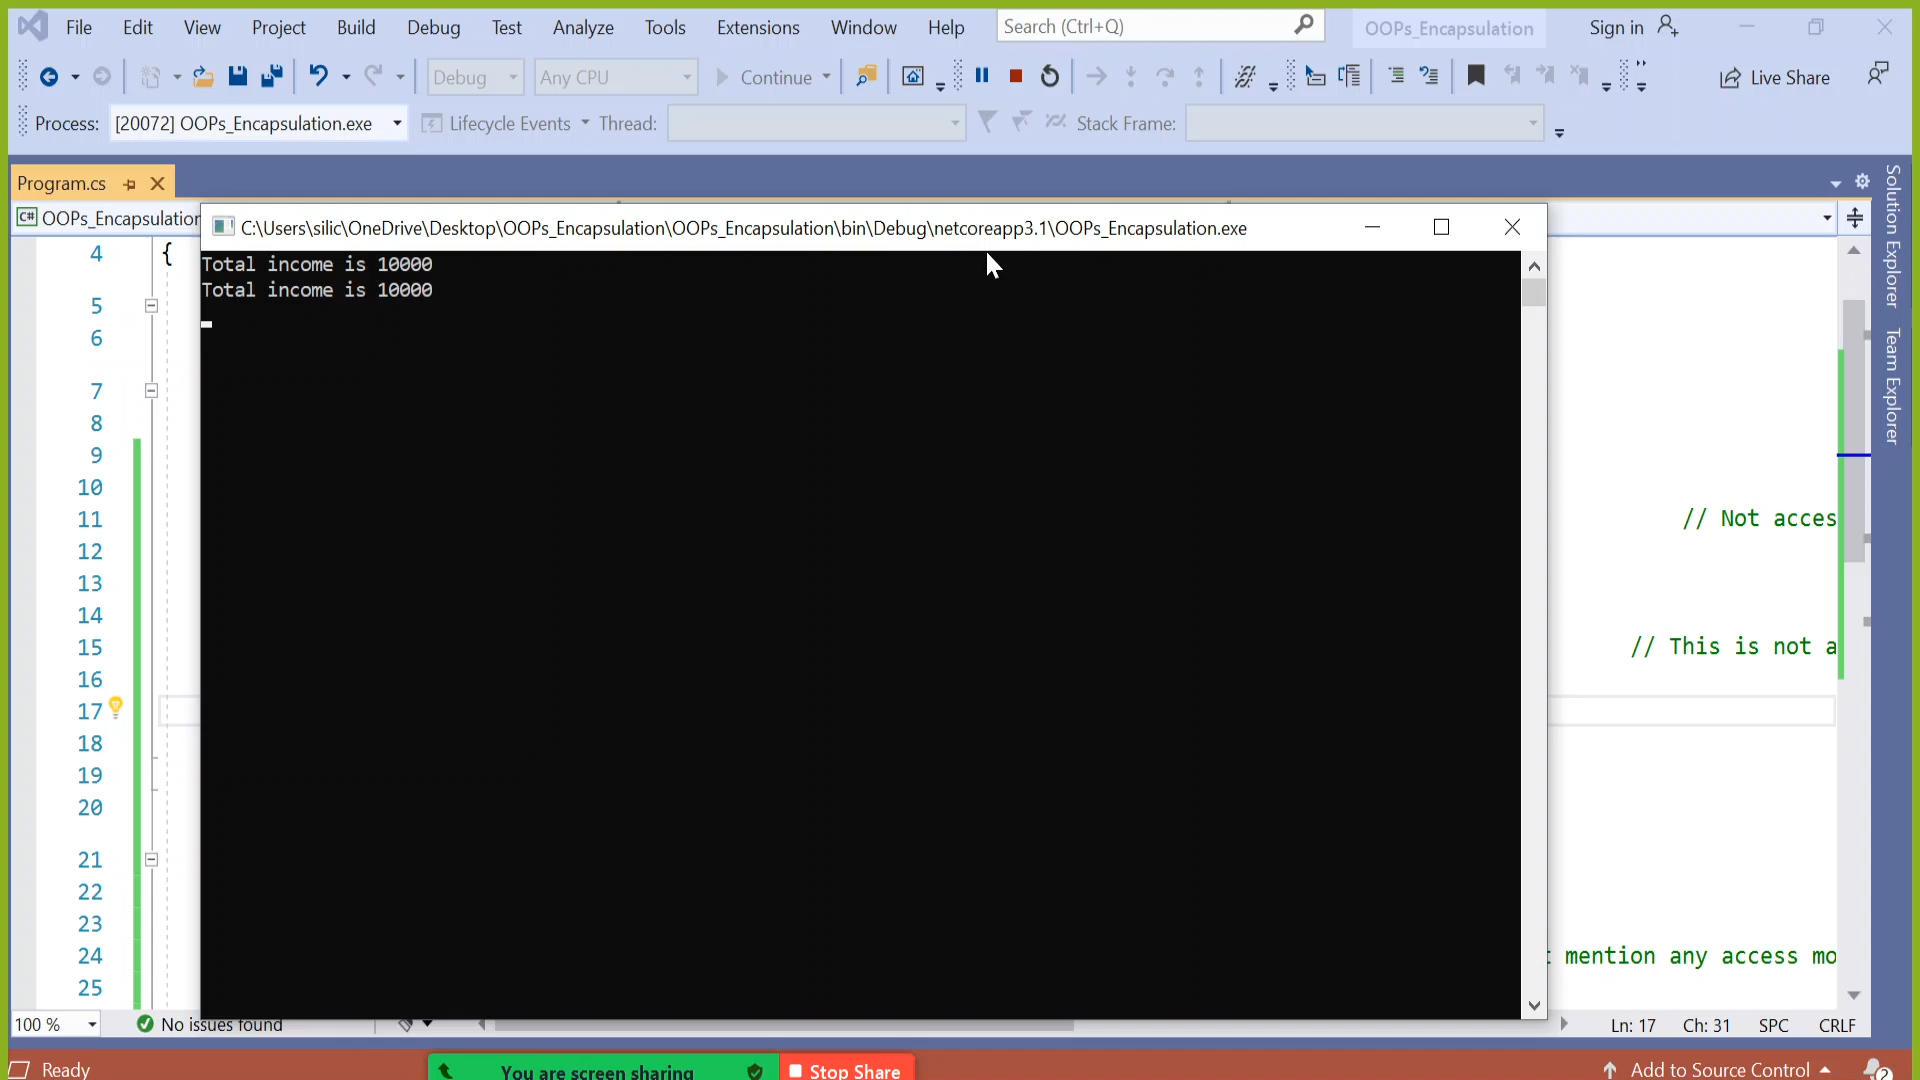 File Edit View Project Build Debug Test Analyze Tools Extensions Window Help Search (Ctrl+Q) OOPs_Encapsulation Sign in
Debug Any CPU Continue Live Share
Process: [20072] OOPs_Encapsulation.exe Lifecycle Events Thread: Stack Frame:
Program.cs
C# OOPs_Encapsulation
C:\Users\silic\OneDrive\Desktop\OOPs_Encapsulation\OOPs_Encapsulation\bin\Debug\netcoreapp3.1\OOPs_Encapsulation.exe
Total income is 10000
Total income is 10000
4 {
5
6
7
8
9
10
11 // Not acces
12
13
14
15 // This is not a
16
17
18
19
20
21
22
23
24 mention any access mo
25
Solution Explorer
Team Explorer
100 % No issues found Ln: 17 Ch: 31 SPC CRLF
Ready You are screen sharing Stop Share Add to Source Control 2